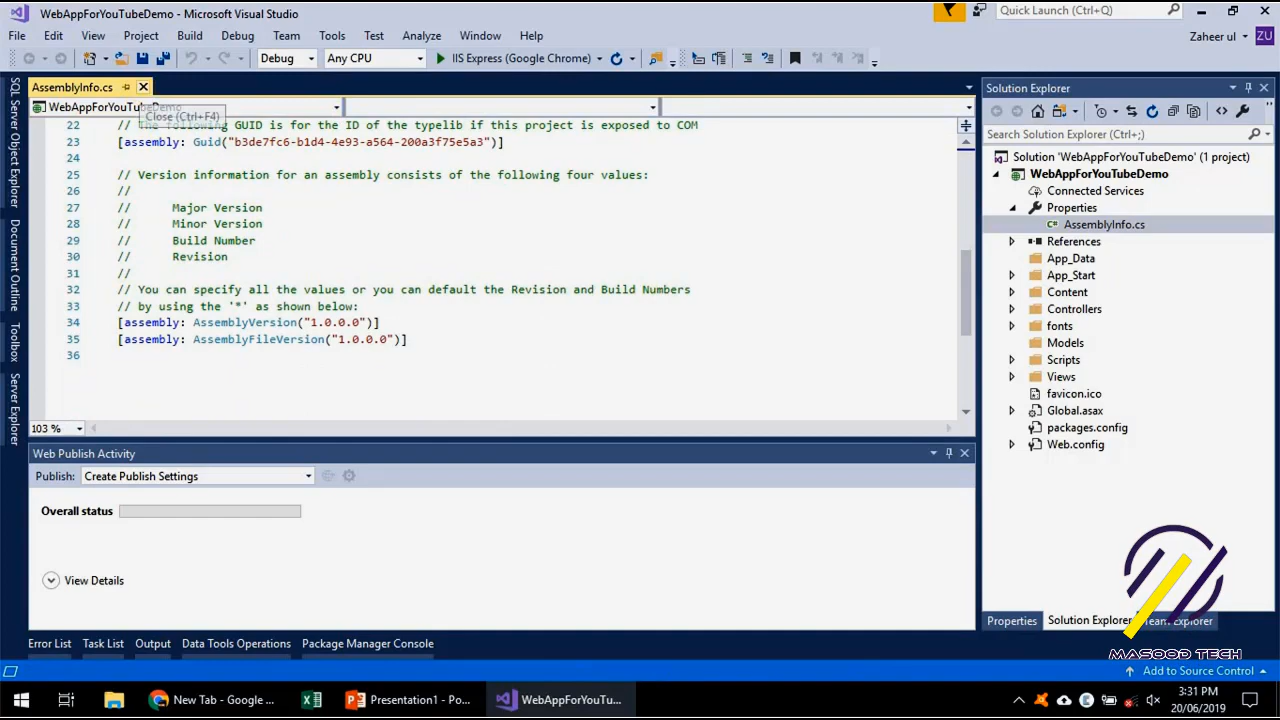 WebAppForYouTubeDemo - Microsoft Visual Studio
Quick Launch (Ctrl+Q)
File Edit View Project Build Debug Team Tools Test Analyze Window Help
Zaheer ul ZU
Debug Any CPU IIS Express (Google Chrome)
SQL Server Object Explorer
Document Outline
Toolbox
Server Explorer
AssemblyInfo.cs
WebAppForYouTubeDemo
Close (Ctrl+F4)
22 // The following GUID is for the ID of the typelib if this project is exposed to COM
23 [assembly: Guid("b3de7fc6-b1d4-4e93-a564-200a3f75e5a3")]
24
25 // Version information for an assembly consists of the following four values:
26 //
27 // Major Version
28 // Minor Version
29 // Build Number
30 // Revision
31 //
32 // You can specify all the values or you can default the Revision and Build Numbers
33 // by using the '*' as shown below:
34 [assembly: AssemblyVersion("1.0.0.0")]
35 [assembly: AssemblyFileVersion("1.0.0.0")]
36
103 %
Web Publish Activity
Publish: Create Publish Settings
Overall status
View Details
Error List Task List Output Data Tools Operations Package Manager Console
Solution Explorer
Search Solution Explorer (Ctrl+;)
Solution 'WebAppForYouTubeDemo' (1 project)
WebAppForYouTubeDemo
Connected Services
Properties
C# AssemblyInfo.cs
References
App_Data
App_Start
Content
Controllers
fonts
Models
Scripts
Views
favicon.ico
Global.asax
packages.config
Web.config
Properties Solution Explorer Team Explorer
MASOOD TECH
Add to Source Control
New Tab - Google ...
Presentation1 - Po...
WebAppForYouTu...
3:31 PM
20/06/2019